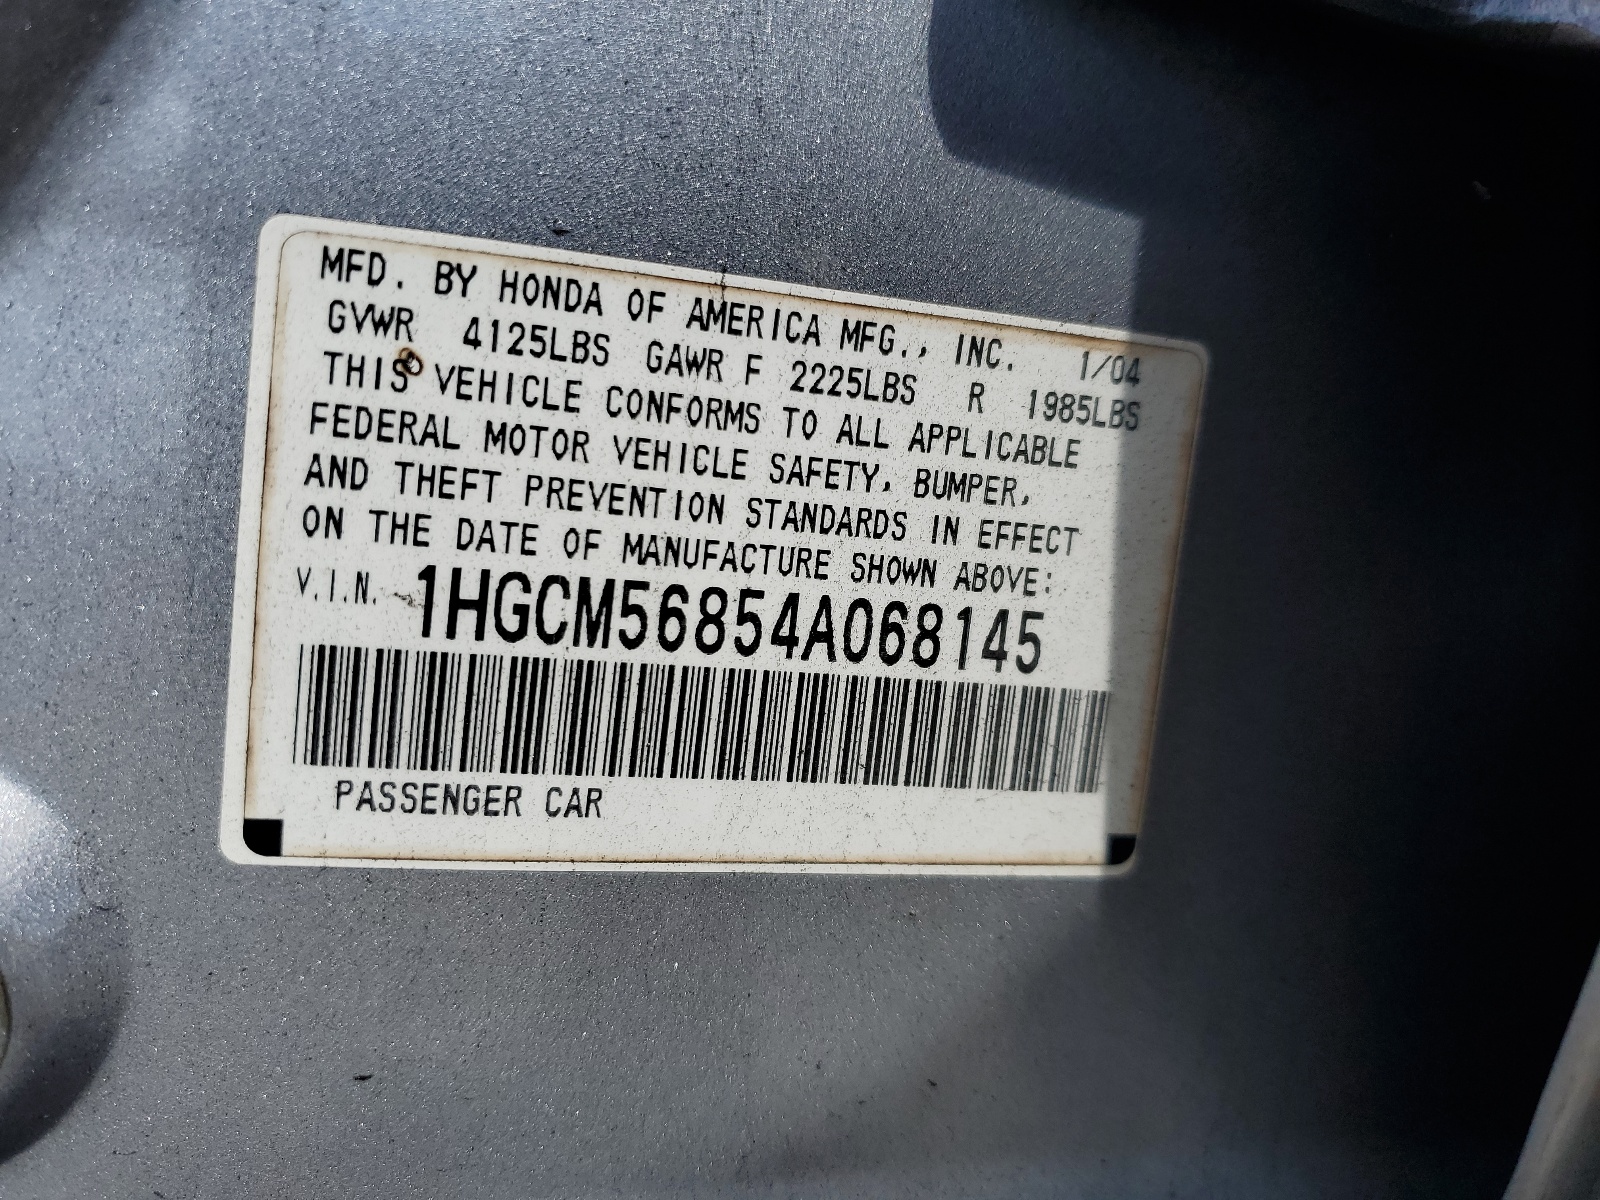 MFD. BY HONDA OF AMERICA MFG., INC. 1/04
GVWR 4125LBS GAWR F 2225LBS R 1985LBS
THIS VEHICLE CONFORMS TO ALL APPLICABLE
FEDERAL MOTOR VEHICLE SAFETY, BUMPER,
AND THEFT PREVENTION STANDARDS IN EFFECT
ON THE DATE OF MANUFACTURE SHOWN ABOVE:
V.I.N. 1HGCM56854A068145
PASSENGER CAR